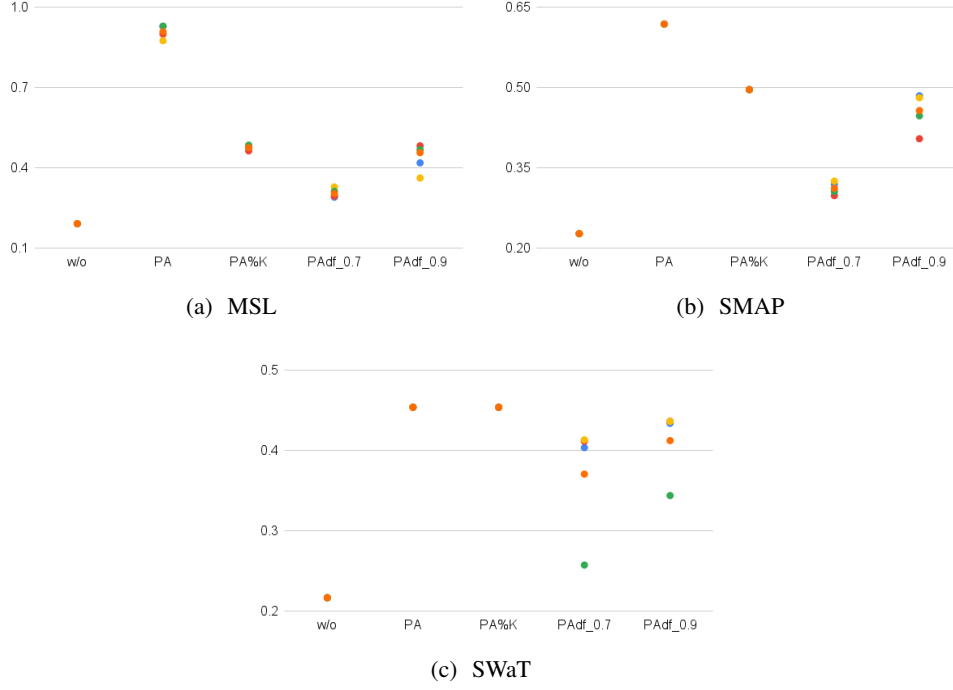 1.0
0.7
0.4
0.1
w/o PA PA%K PAdf_0.7 PAdf_0.9
(a) MSL
0.65
0.50
0.35
0.20
w/o PA PA%K PAdf_0.7 PAdf_0.9
(b) SMAP
0.5
0.4
0.3
0.2
w/o PA PA%K PAdf_0.7 PAdf_0.9
(c) SWaT